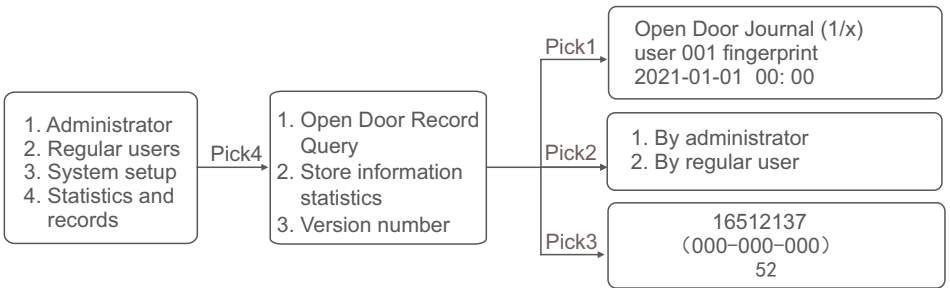 1. Administrator
2. Regular users
3. System setup
4. Statistics and
records
Pick4
1. Open Door Record
Query
2. Store information
statistics
3. Version number
Pick1
Open Door Journal (1/x)
user 001 fingerprint
2021-01-01 00: 00
Pick2
1. By administrator
2. By regular user
Pick3
16512137
（000-000-000）
52